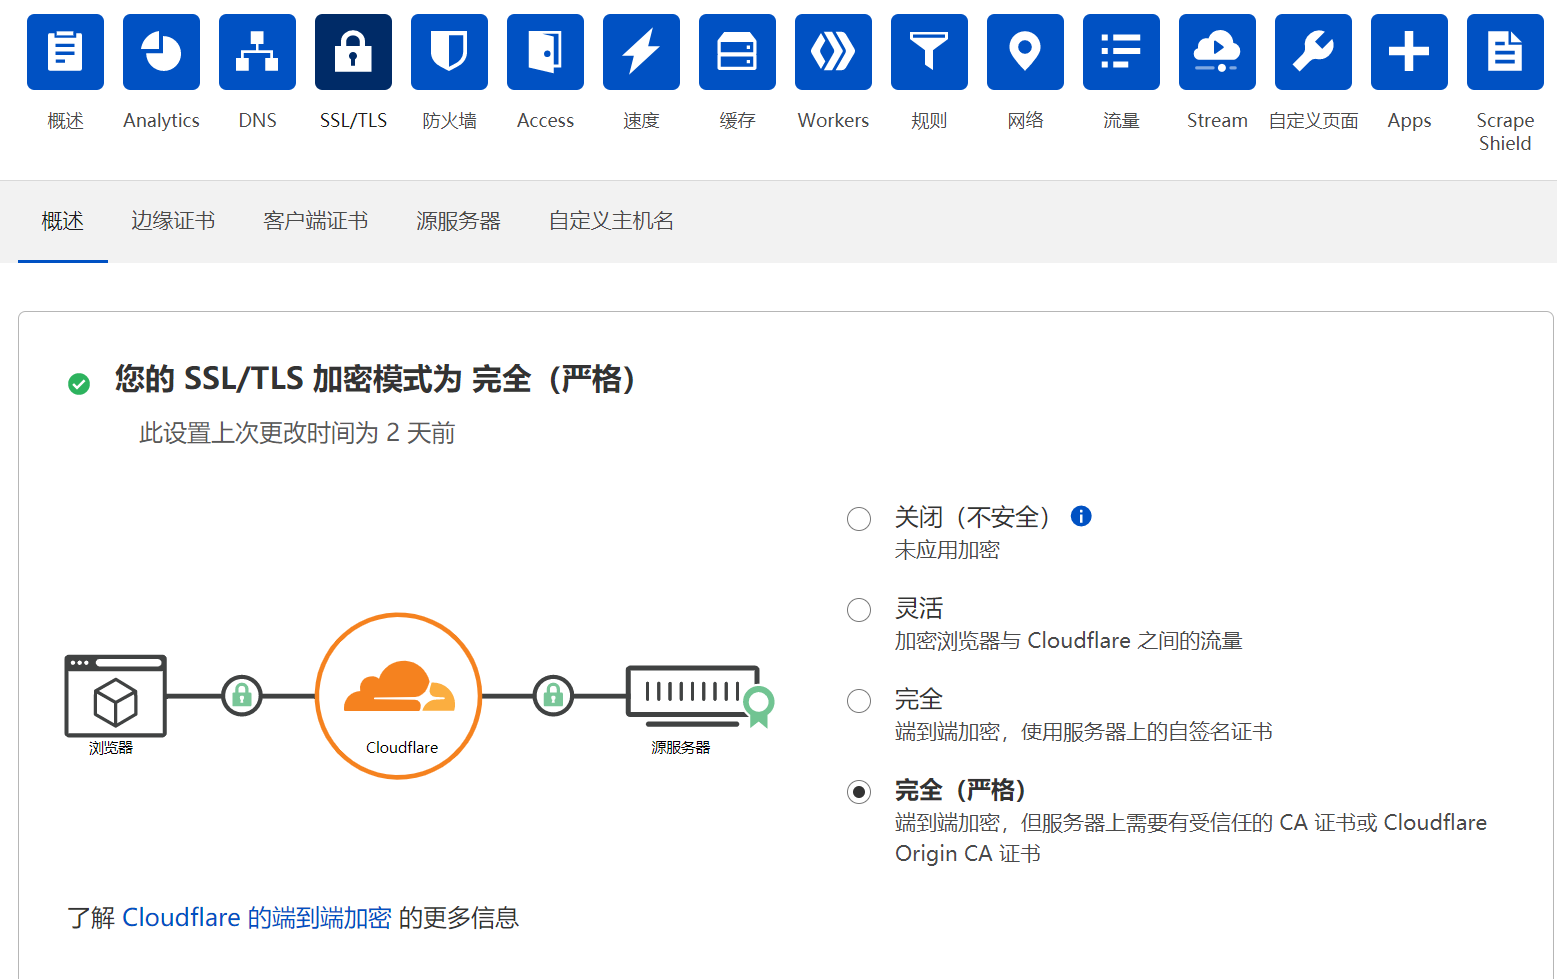 概述
Analytics
DNS
SSL/TLS
防火墙
Access
速度
缓存
Workers
规则
网络
流量
Stream
自定义页面
Apps
Scrape
Shield
概述
边缘证书
客户端证书
源服务器
自定义主机名
您的 SSL/TLS 加密模式为 完全（严格）
此设置上次更改时间为 2 天前
浏览器
Cloudflare
源服务器
关闭（不安全）
未应用加密
灵活
加密浏览器与 Cloudflare 之间的流量
完全
端到端加密，使用服务器上的自签名证书
完全（严格）
端到端加密，但服务器上需要有受信任的 CA 证书或 Cloudflare
Origin CA 证书
了解 Cloudflare 的端到端加密 的更多信息